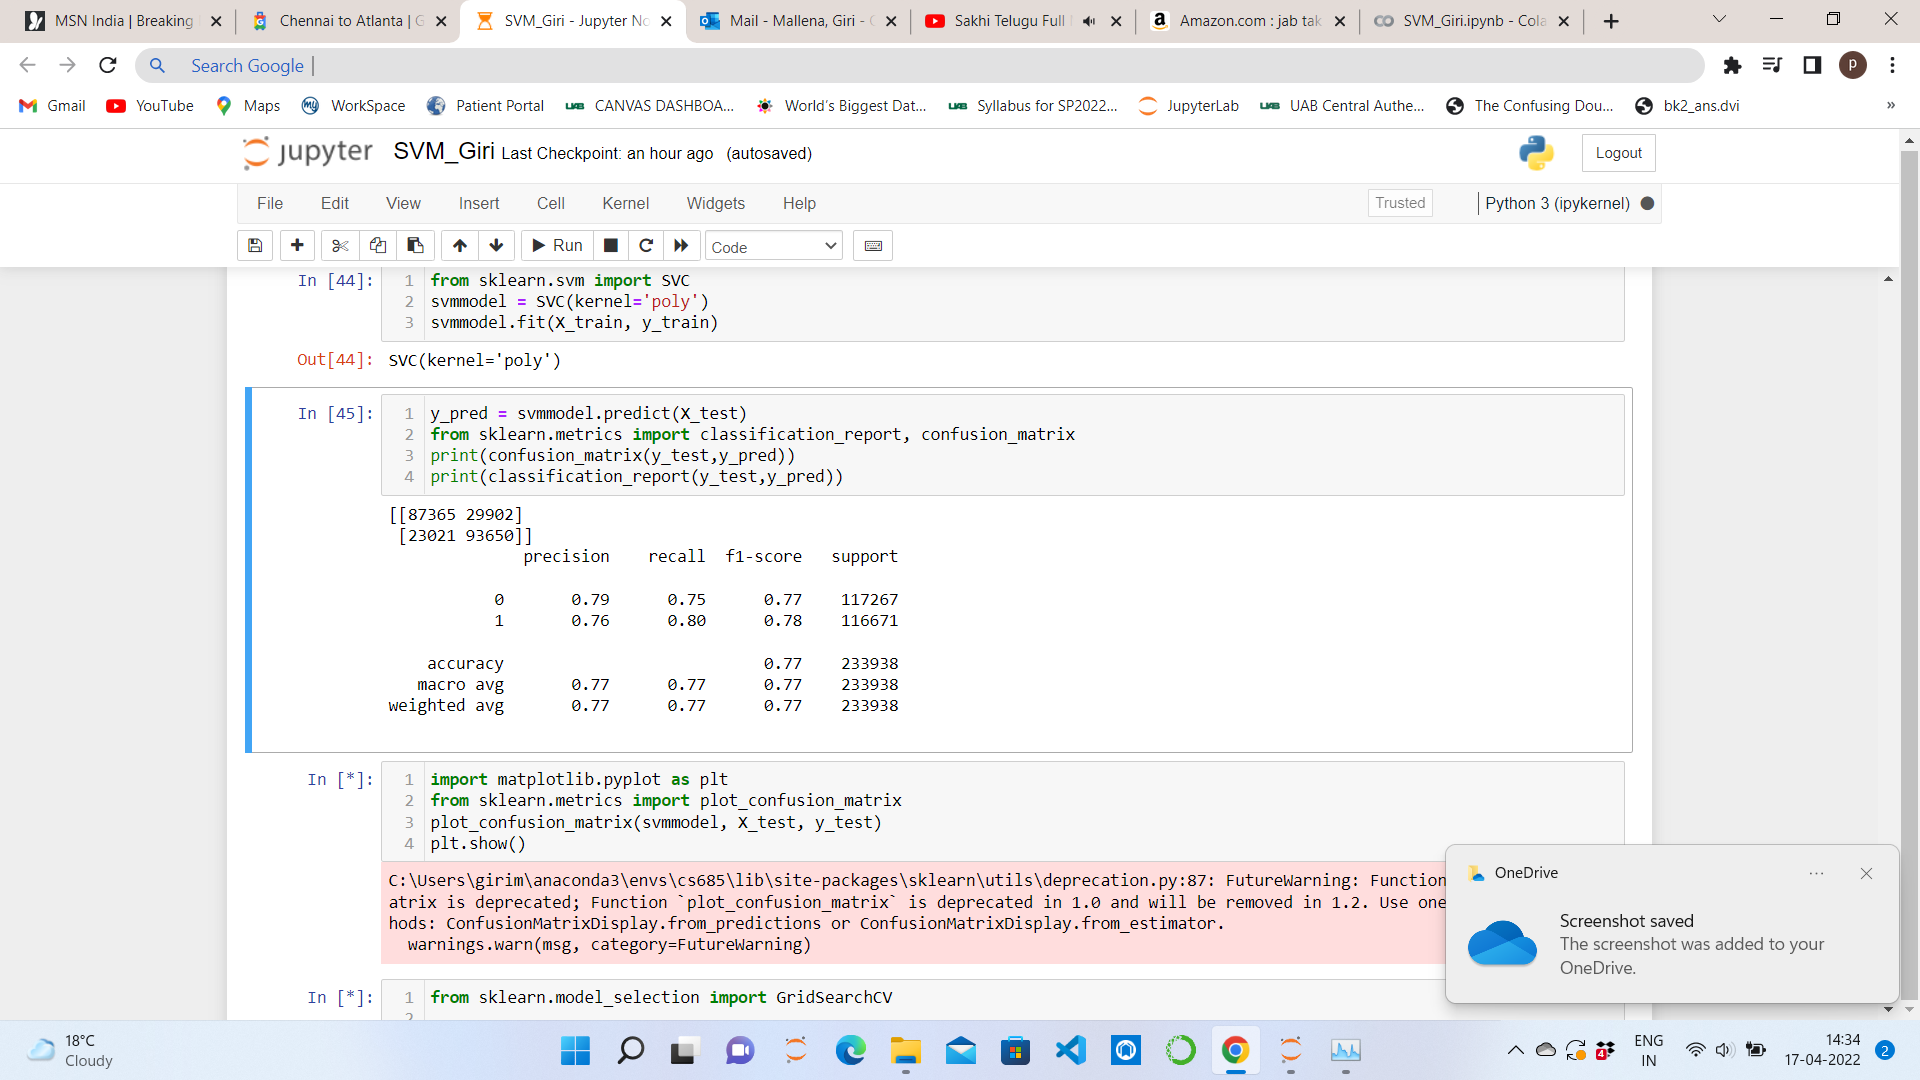 MSN India | Breaking
Chennai to Atlanta | G
SVM_Giri - Jupyter No
Mail - Mallena, Giri - O
Sakhi Telugu Full
Amazon.com : jab tak
SVM_Giri.ipynb - Cola
Search Google
P
Gmail
YouTube
Maps
WorkSpace
Patient Portal
CANVAS DASHBOA...
World's Biggest Dat...
Syllabus for SP2022...
JupyterLab
UAB Central Authe...
The Confusing Dou...
bk2_ans.dvi
»
jupyter SVM_Giri Last Checkpoint: an hour ago (autosaved)
Logout
File Edit View Insert Cell Kernel Widgets Help
Trusted
Python 3 (ipykernel)
Run
Code
In [44]:
1 from sklearn.svm import SVC
2 svmmodel = SVC(kernel='poly')
3 svmmodel.fit(X_train, y_train)
Out[44]: SVC(kernel='poly')
In [45]:
1 y_pred = svmmodel.predict(X_test)
2 from sklearn.metrics import classification_report, confusion_matrix
3 print(confusion_matrix(y_test,y_pred))
4 print(classification_report(y_test,y_pred))
[[87365 29902]
[23021 93650]]
precision recall f1-score support
0 0.79 0.75 0.77 117267
1 0.76 0.80 0.78 116671
accuracy 0.77 233938
macro avg 0.77 0.77 0.77 233938
weighted avg 0.77 0.77 0.77 233938
In [*]:
1 import matplotlib.pyplot as plt
2 from sklearn.metrics import plot_confusion_matrix
3 plot_confusion_matrix(svmmodel, X_test, y_test)
4 plt.show()
C:\Users\girim\anaconda3\envs\cs685\lib\site-packages\sklearn\utils\deprecation.py:87: FutureWarning: Function
atrix is deprecated; Function `plot_confusion_matrix` is deprecated in 1.0 and will be removed in 1.2. Use one
hods: ConfusionMatrixDisplay.from_predictions or ConfusionMatrixDisplay.from_estimator.
warnings.warn(msg, category=FutureWarning)
In [*]:
1 from sklearn.model_selection import GridSearchCV
2
OneDrive
Screenshot saved
The screenshot was added to your
OneDrive.
18°C
Cloudy
4
ENG
IN
14:34
17-04-2022
2